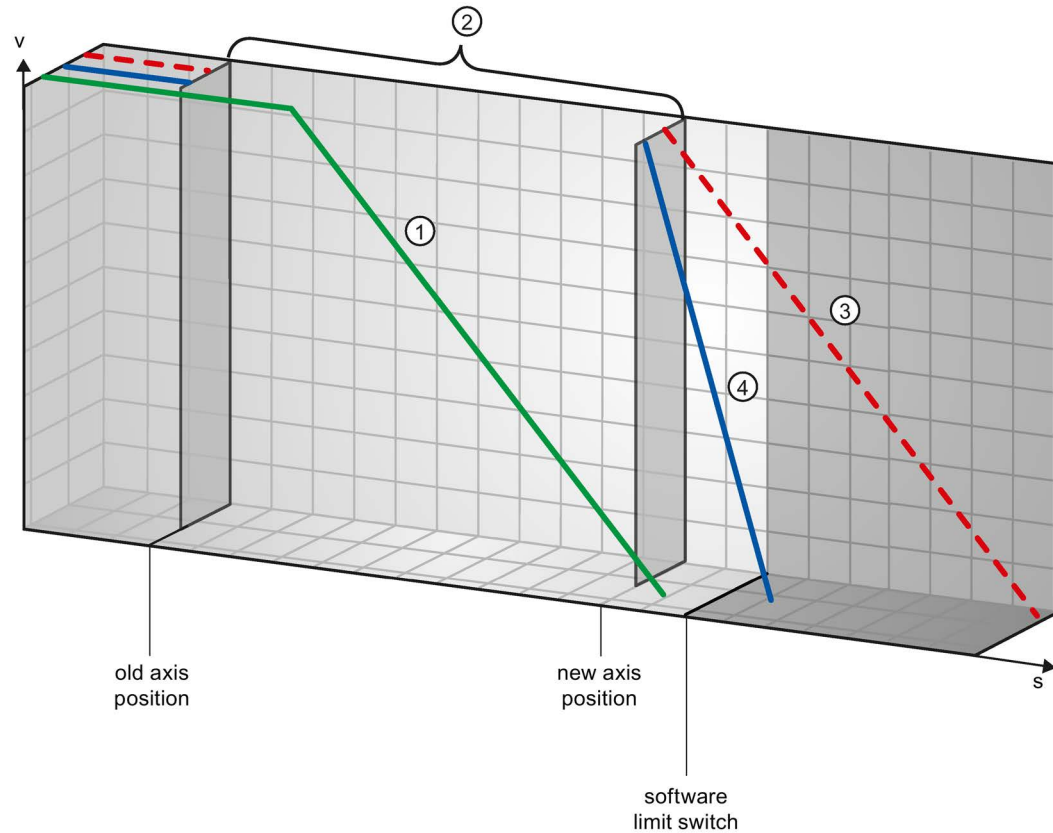 2
v
1
3
4
old axis
position
new axis
position
s
software
limit switch